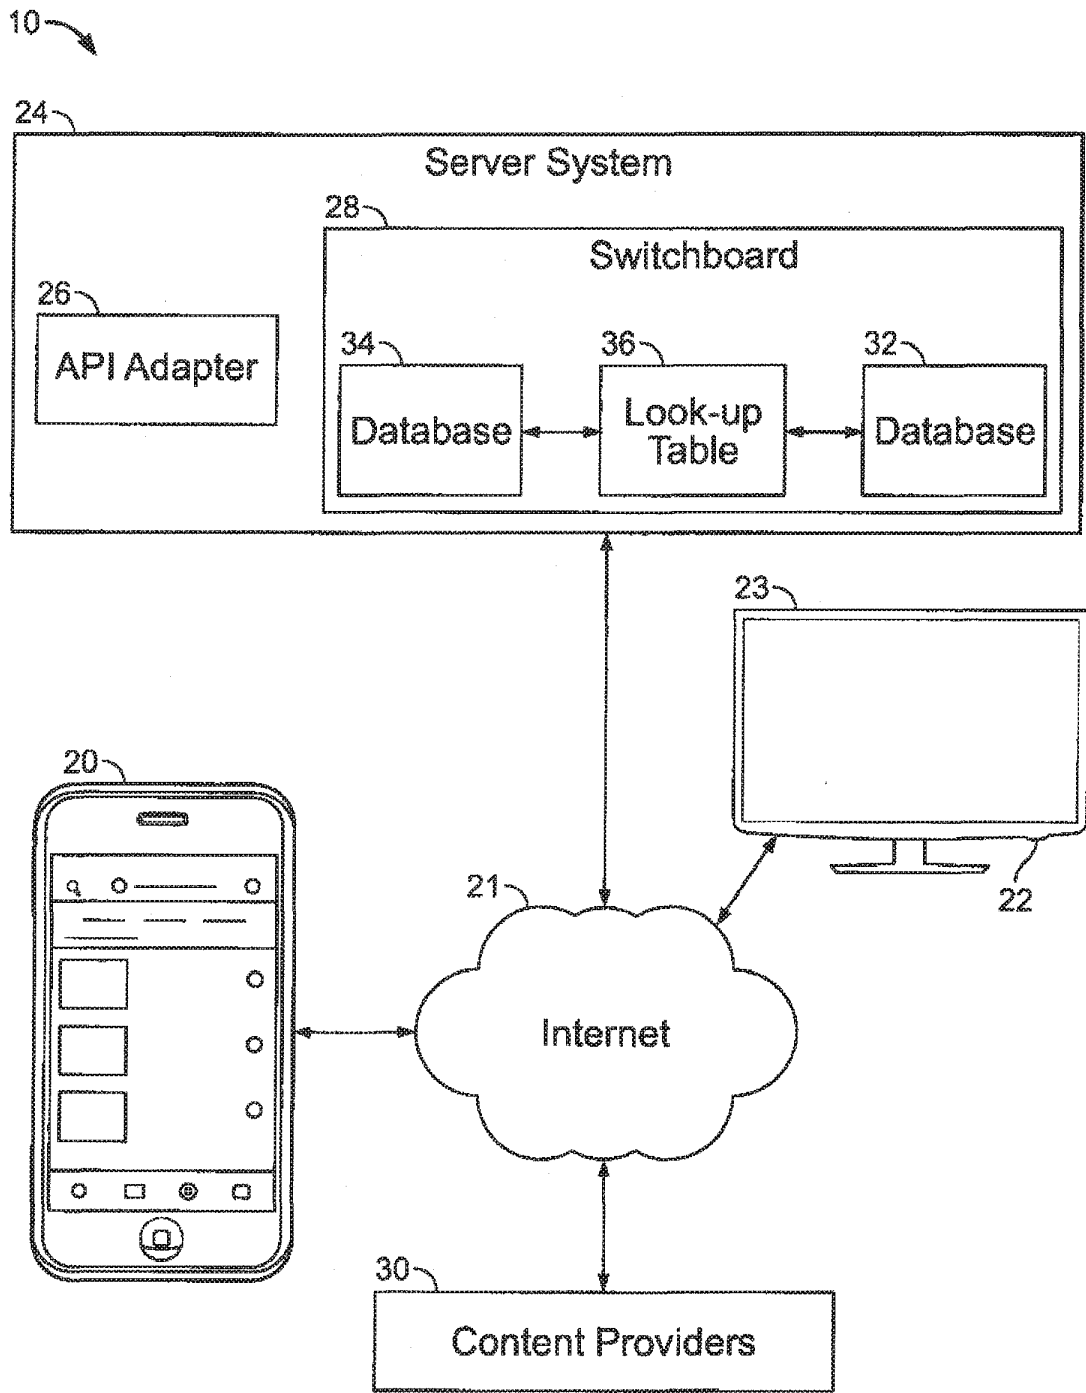 10
24
Server System
28
Switchboard
26
API Adapter
34
Database
36
Look-up
Table
32
Database
23
22
20
21
Internet
30
Content Providers